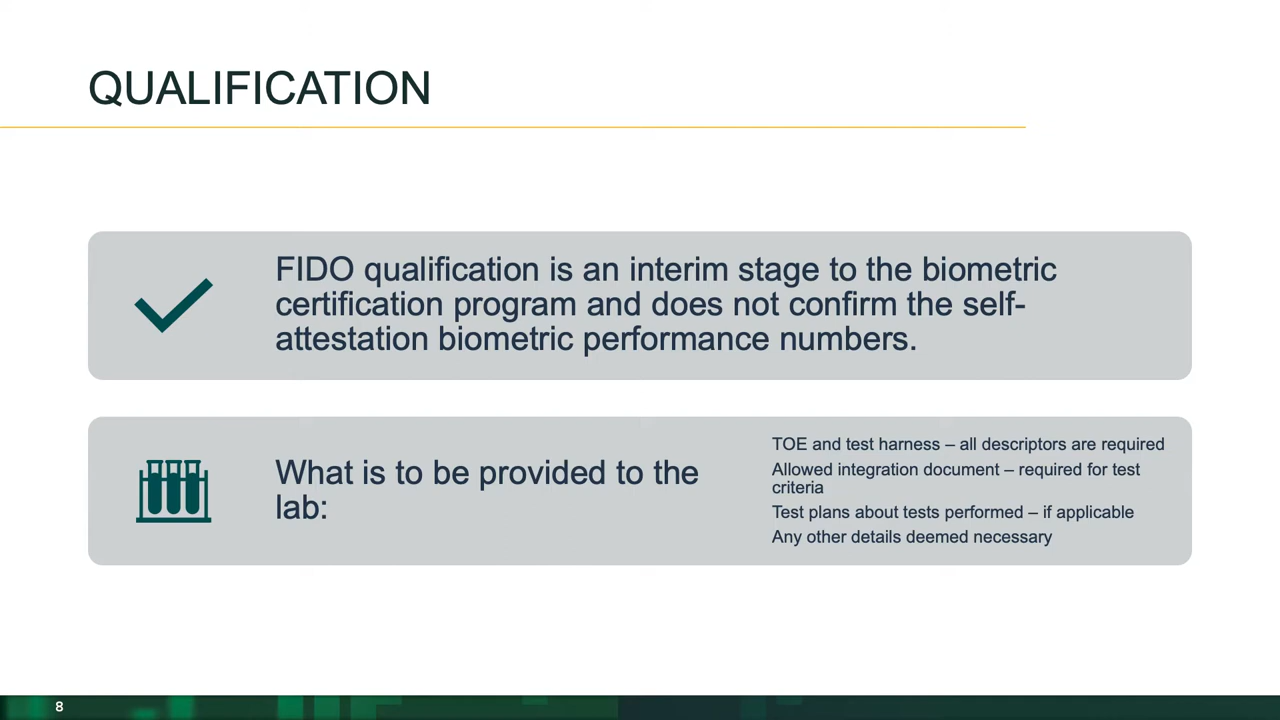 QUALIFICATION
FIDO qualification is an interim stage to the biometric
certification program and does not confirm the self-
attestation biometric performance numbers.
What is to be provided to the
lab:
TOE and test harness – all descriptors are required
Allowed integration document – required for test
criteria
Test plans about tests performed – if applicable
Any other details deemed necessary
8